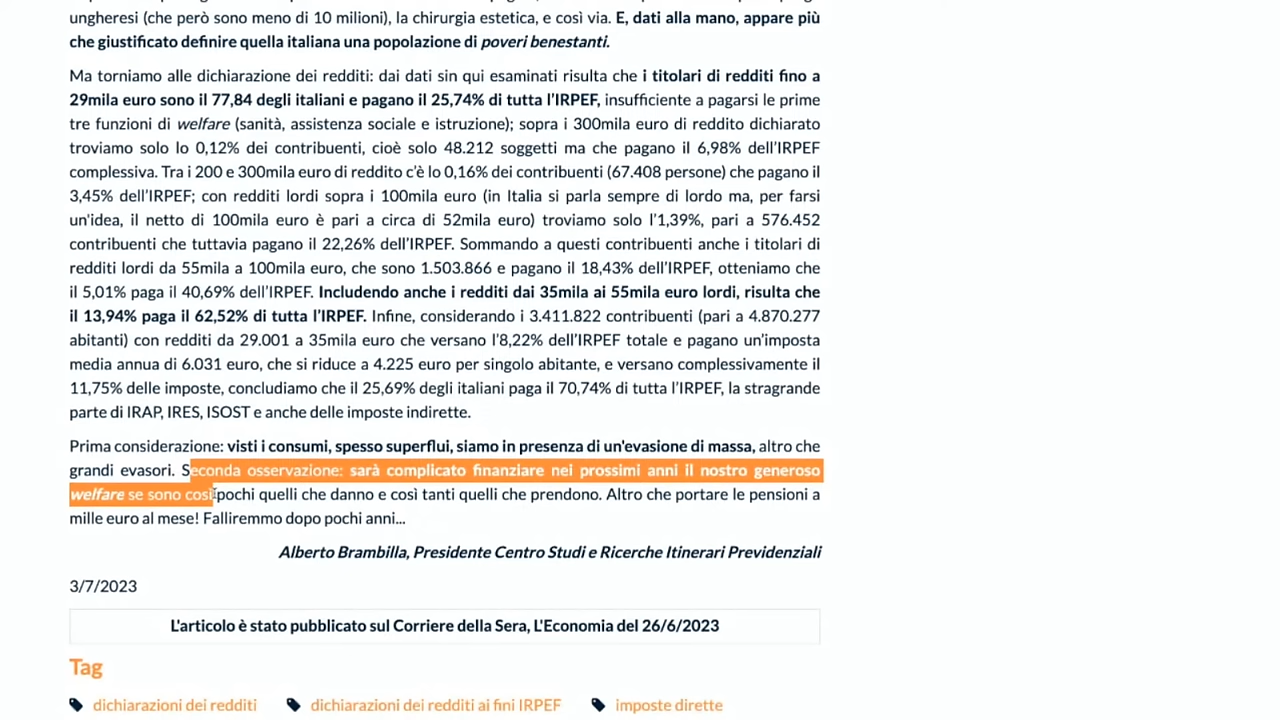 ungheresi (che però sono meno di 10 milioni), la chirurgia estetica, e così via. E, dati alla mano, appare più
che giustificato definire quella italiana una popolazione di poveri benestanti.
Ma torniamo alle dichiarazione dei redditi: dai dati sin qui esaminati risulta che i titolari di redditi fino a
29mila euro sono il 77,84 degli italiani e pagano il 25,74% di tutta l'IRPEF, insufficiente a pagarsi le prime
tre funzioni di welfare (sanità, assistenza sociale e istruzione); sopra i 300mila euro di reddito dichiarato
troviamo solo lo 0,12% dei contribuenti, cioè solo 48.212 soggetti ma che pagano il 6,98% dell'IRPEF
complessiva. Tra i 200 e 300mila euro di reddito c'è lo 0,16% dei contribuenti (67.408 persone) che pagano il
3,45% dell'IRPEF; con redditi lordi sopra i 100mila euro (in Italia si parla sempre di lordo ma, per farsi
un'idea, il netto di 100mila euro è pari a circa di 52mila euro) troviamo solo l'1,39%, pari a 576.452
contribuenti che tuttavia pagano il 22,26% dell'IRPEF. Sommando a questi contribuenti anche i titolari di
redditi lordi da 55mila a 100mila euro, che sono 1.503.866 e pagano il 18,43% dell'IRPEF, otteniamo che
il 5,01% paga il 40,69% dell'IRPEF. Includendo anche i redditi dai 35mila ai 55mila euro lordi, risulta che
il 13,94% paga il 62,52% di tutta l'IRPEF. Infine, considerando i 3.411.822 contribuenti (pari a 4.870.277
abitanti) con redditi da 29.001 a 35mila euro che versano l'8,22% dell'IRPEF totale e pagano un'imposta
media annua di 6.031 euro, che si riduce a 4.225 euro per singolo abitante, e versano complessivamente il
11,75% delle imposte, concludiamo che il 25,69% degli italiani paga il 70,74% di tutta l'IRPEF, la stragrande
parte di IRAP, IRES, ISOST e anche delle imposte indirette.
Prima considerazione: visti i consumi, spesso superflui, siamo in presenza di un'evasione di massa, altro che
grandi evasori. Seconda osservazione: sarà complicato finanziare nei prossimi anni il nostro generoso
welfare se sono così pochi quelli che danno e così tanti quelli che prendono. Altro che portare le pensioni a
mille euro al mese! Falliremmo dopo pochi anni...
Alberto Brambilla, Presidente Centro Studi e Ricerche Itinerari Previdenziali
3/7/2023
L'articolo è stato pubblicato sul Corriere della Sera, L'Economia del 26/6/2023
Tag
dichiarazioni dei redditi dichiarazioni dei redditi ai fini IRPEF imposte dirette